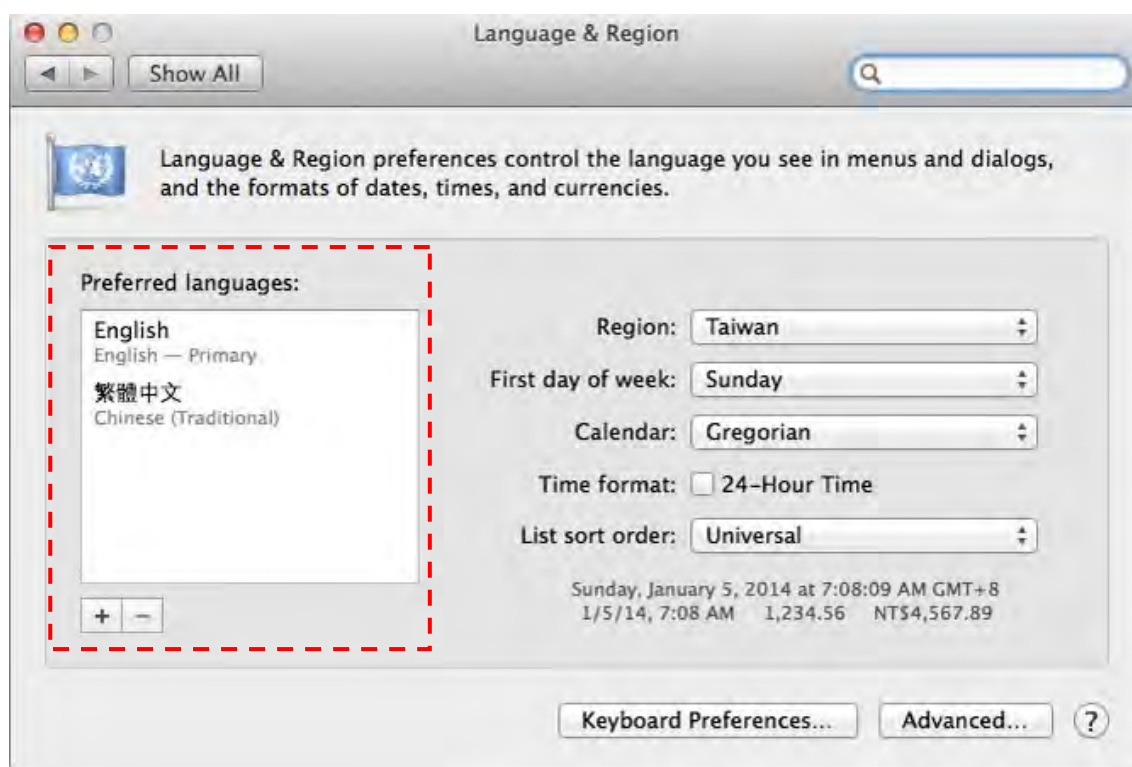 Language & Region
Show All
Language & Region preferences control the language you see in menus and dialogs,
and the formats of dates, times, and currencies.
Preferred languages:
English
English — Primary
繁體中文
Chinese (Traditional)
+ −
Region: Taiwan
First day of week: Sunday
Calendar: Gregorian
Time format: 24-Hour Time
List sort order: Universal
Sunday, January 5, 2014 at 7:08:09 AM GMT+8
1/5/14, 7:08 AM 1,234.56 NT$4,567.89
Keyboard Preferences... Advanced... ?